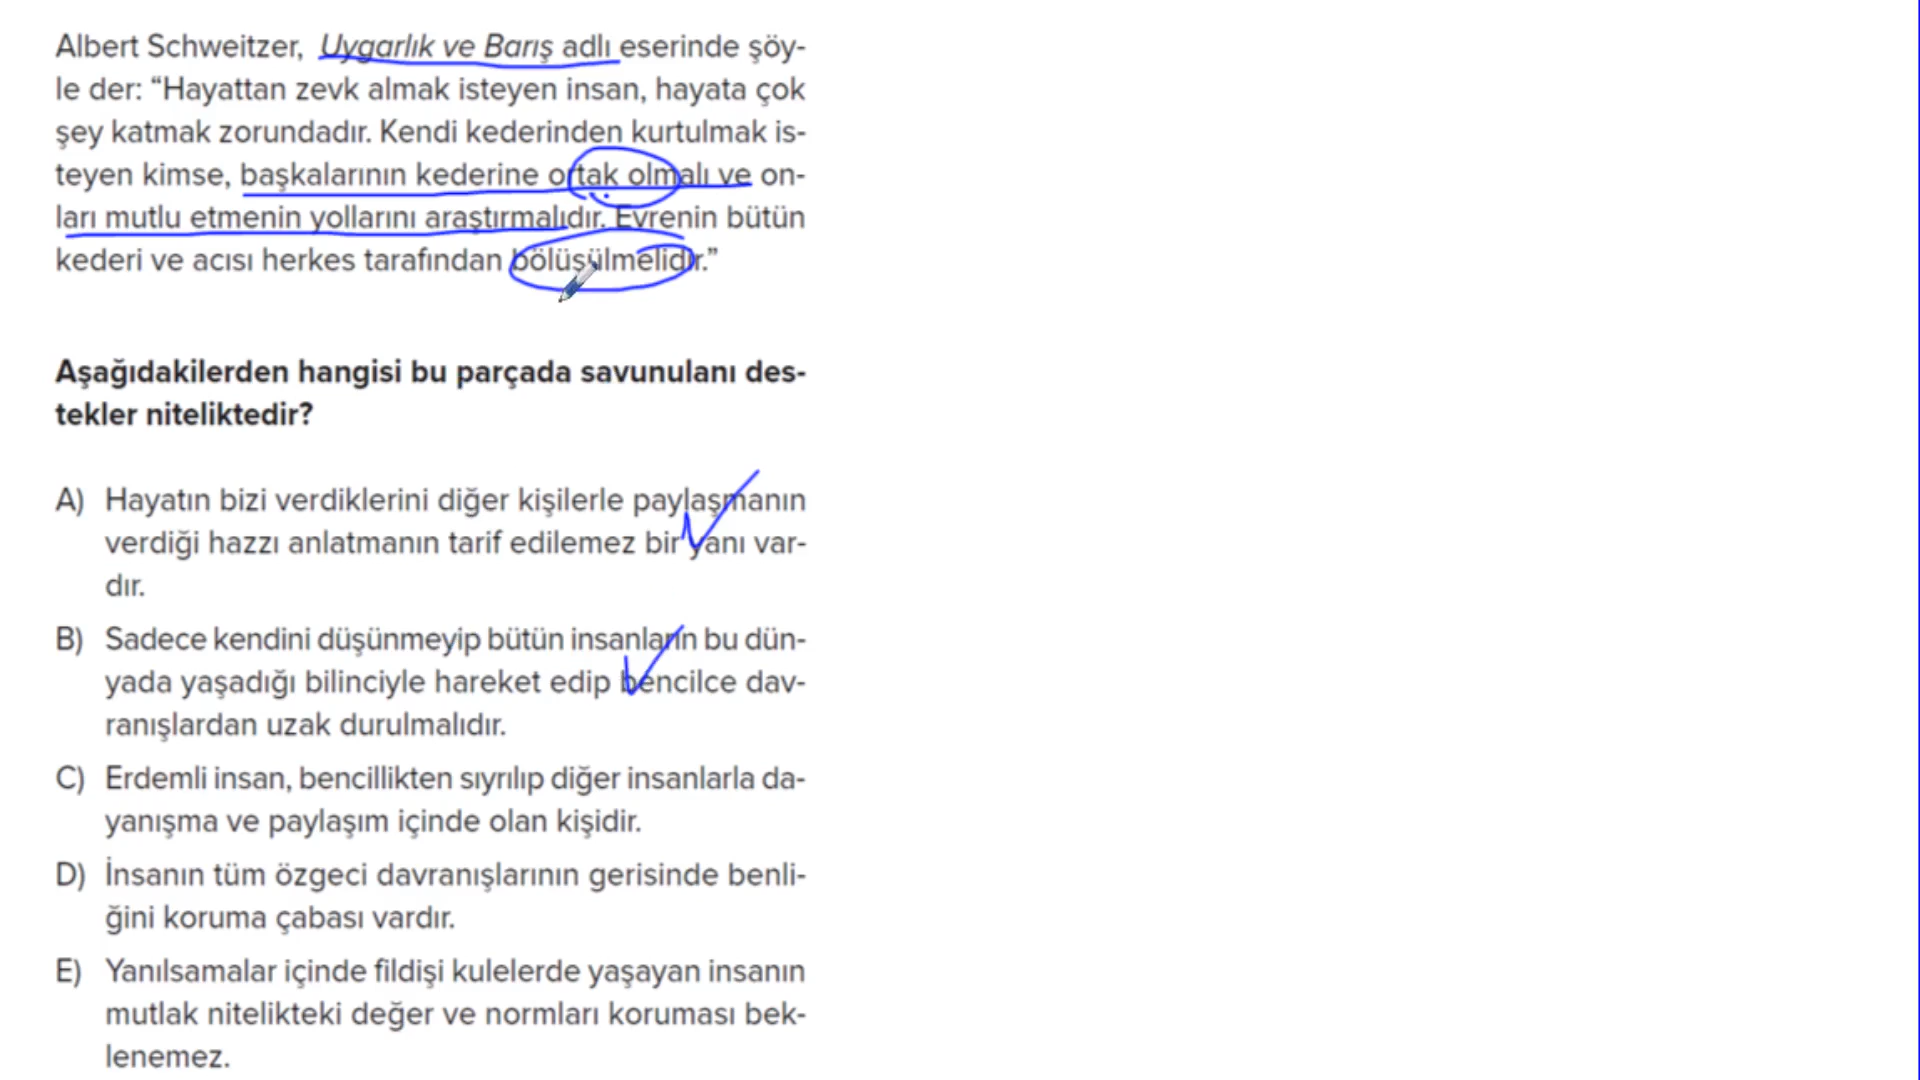 Albert Schweitzer, Uygarlık ve Barış adlı eserinde şöy-
le der: “Hayattan zevk almak isteyen insan, hayata çok
şey katmak zorundadır. Kendi kederinden kurtulmak is-
teyen kimse, başkalarının kederine ortak olmalı ve on-
ları mutlu etmenin yollarını araştırmalıdır. Evrenin bütün
kederi ve acısı herkes tarafından bölüşülmelidir.”
Aşağıdakilerden hangisi bu parçada savunulanı des-
tekler niteliktedir?
A) Hayatın bizi verdiklerini diğer kişilerle paylaşmanın
verdiği hazzı anlatmanın tarif edilemez bir yanı var-
dır.
B) Sadece kendini düşünmeyip bütün insanların bu dün-
yada yaşadığı bilinciyle hareket edip bencilce dav-
ranışlardan uzak durulmalıdır.
C) Erdemli insan, bencillikten sıyrılıp diğer insanlarla da-
yanışma ve paylaşım içinde olan kişidir.
D) İnsanın tüm özgeci davranışlarının gerisinde benli-
ğini koruma çabası vardır.
E) Yanılsamalar içinde fildişi kulelerde yaşayan insanın
mutlak nitelikteki değer ve normları koruması bek-
lenemez.